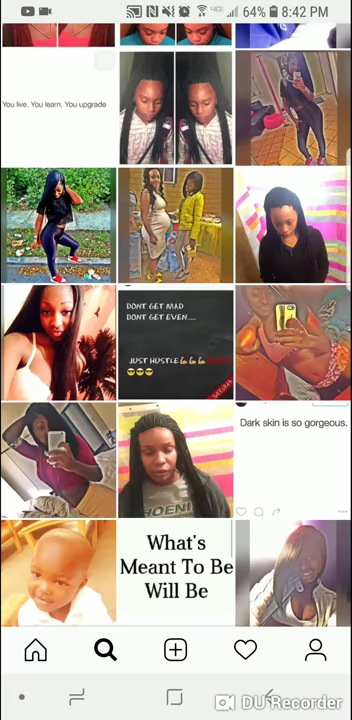 64% 8:42 PM
You live. You learn. You upgrade
DONT GET MAD
DONT GET EVEN....
JUST HUSTLE💪💪💪
😎😎😎
Dark skin is so gorgeous.
What's
Meant To Be
Will Be
DU Recorder